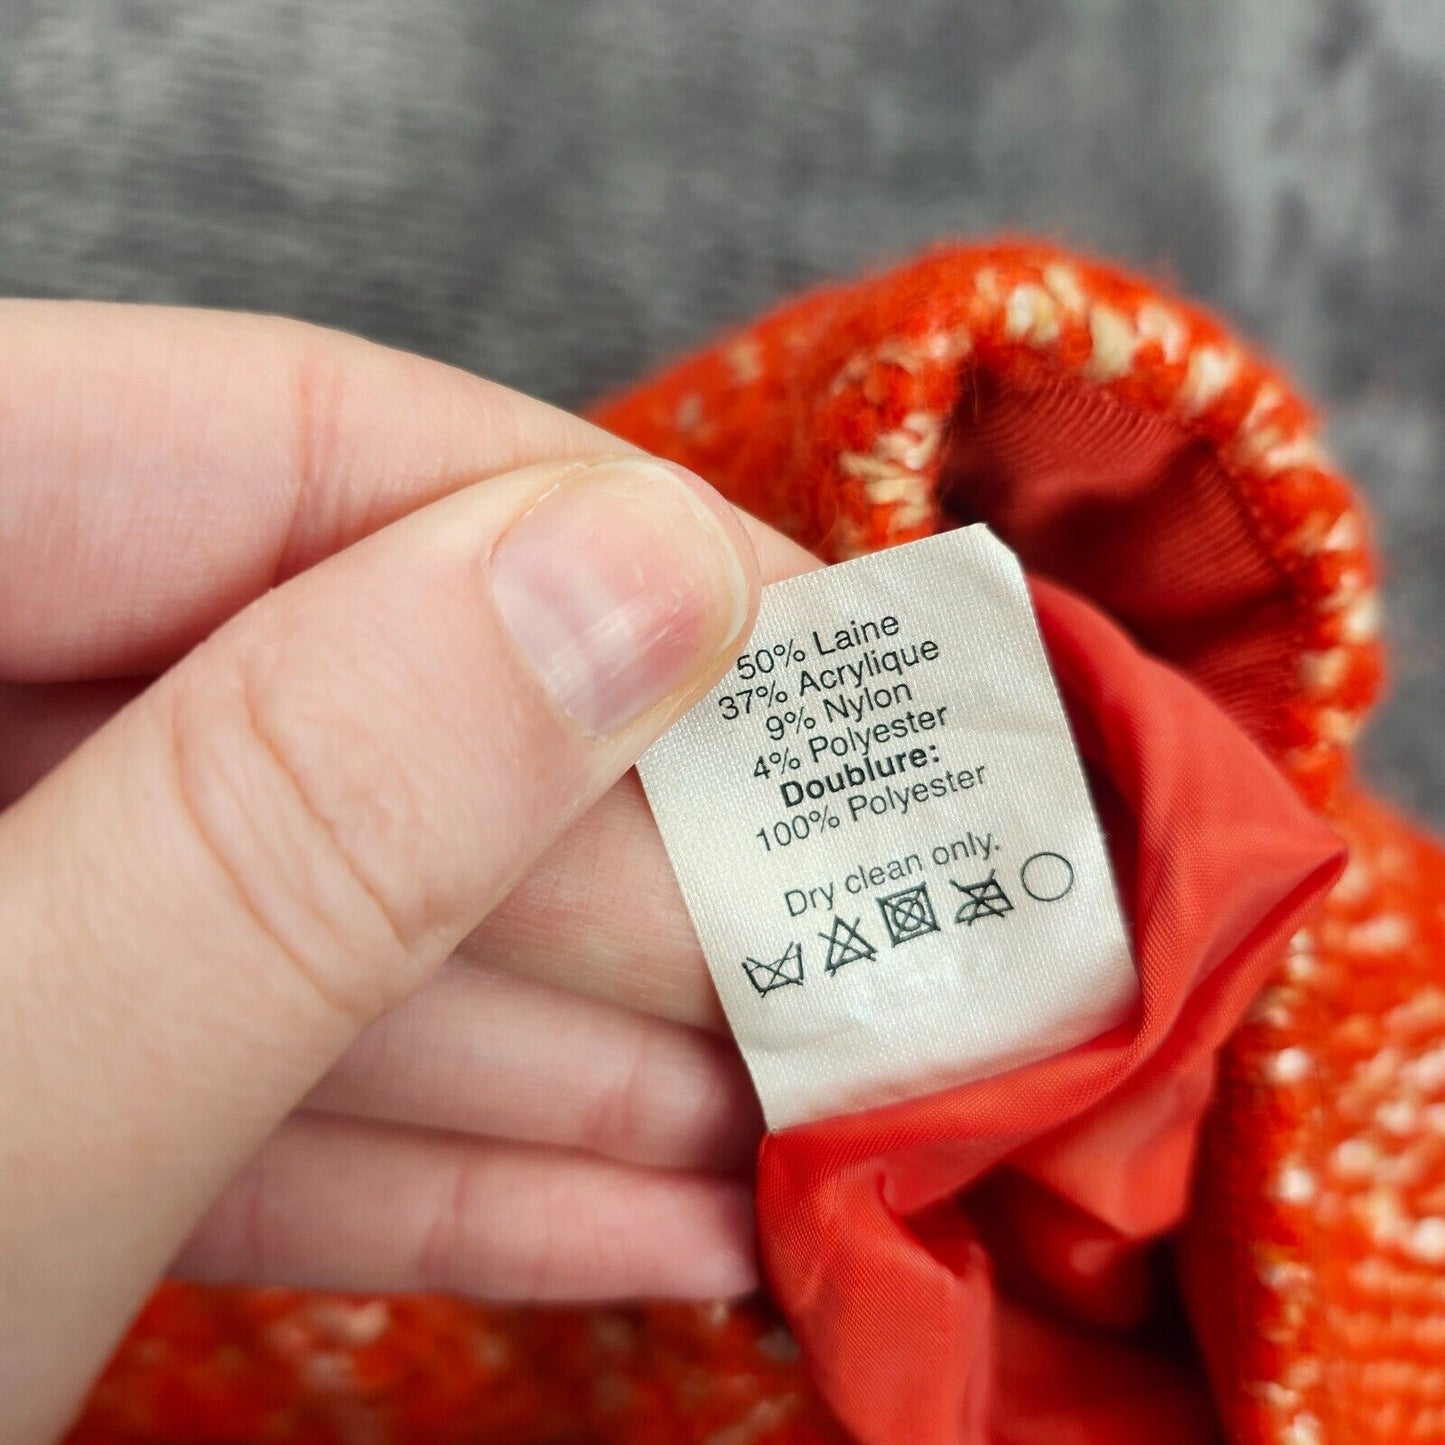 50% Laine
37% Acrylique
9% Nylon
4% Polyester
Doublure:
100% Polyester
Dry clean only.